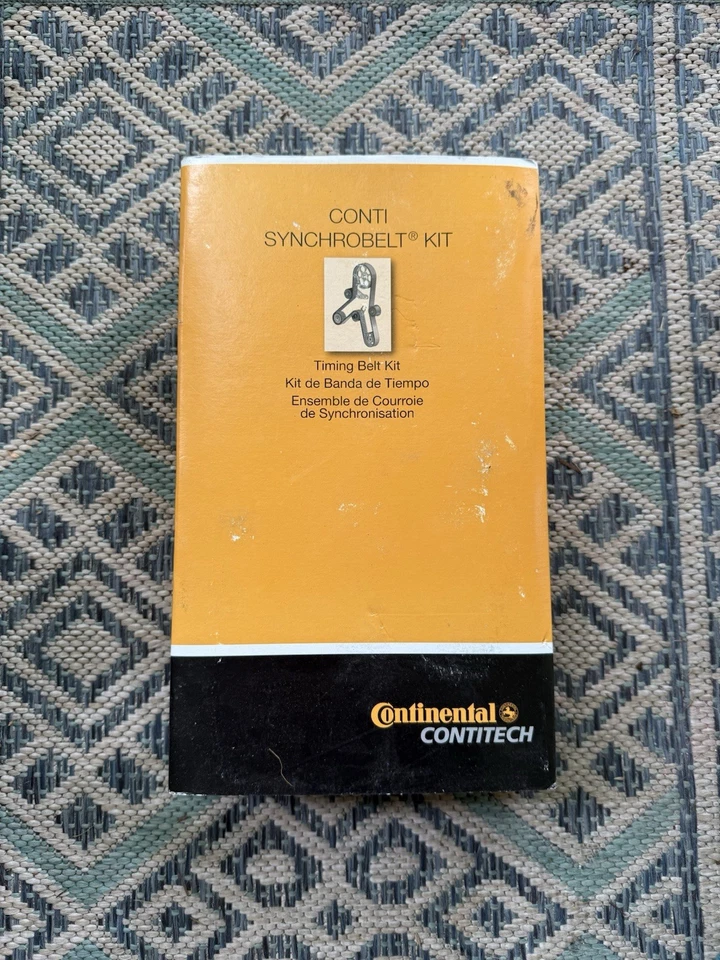 CONTI
SYNCHROBELT® KIT
Timing Belt Kit
Kit de Banda de Tiempo
Ensemble de Courroie
de Synchronisation
Continental
CONTITECH